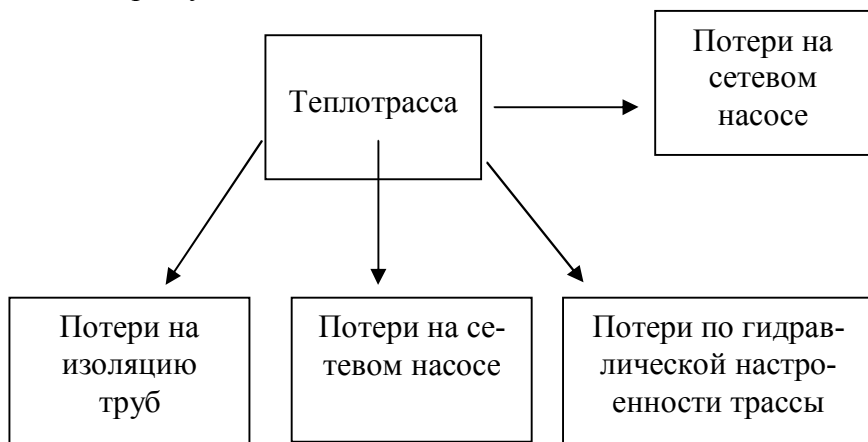 Потери на
сетевом
насосе
Теплотрасса
Потери на
изоляцию
труб
Потери на се-
тевом насосе
Потери по гидрав-
лической настро-
енности трассы